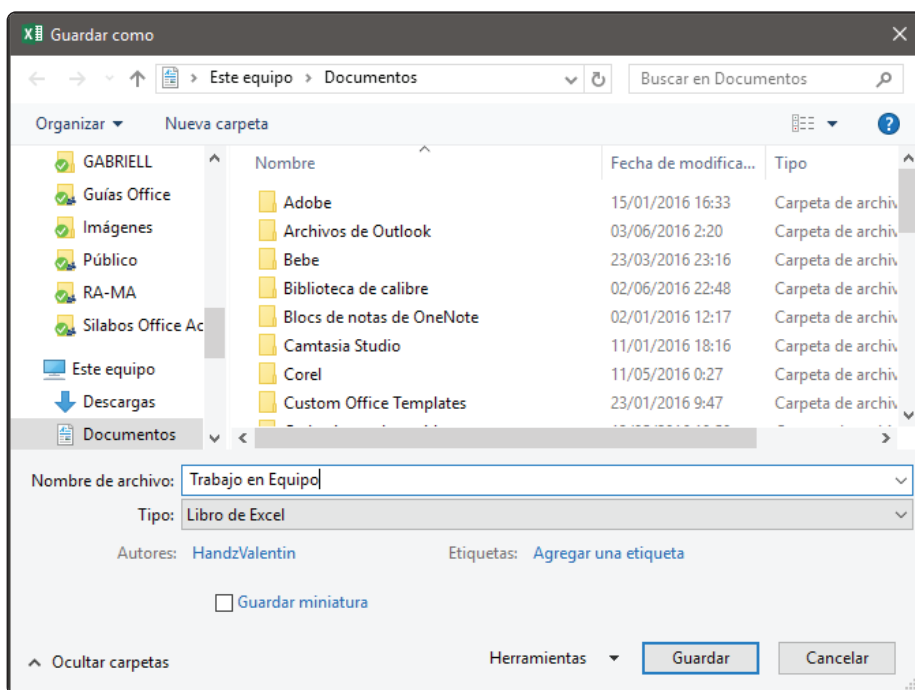 Guardar como
Este equipo › Documentos
Buscar en Documentos
Organizar
Nueva carpeta
GABRIELL
Guías Office
Imágenes
Público
RA-MA
Silabos Office Ac
Este equipo
Descargas
Documentos
Nombre Fecha de modifica... Tipo
Adobe 15/01/2016 16:33 Carpeta de archiv
Archivos de Outlook 03/06/2016 2:20 Carpeta de archiv
Bebe 23/03/2016 23:16 Carpeta de archiv
Biblioteca de calibre 02/06/2016 22:48 Carpeta de archiv
Blocs de notas de OneNote 02/01/2016 12:17 Carpeta de archiv
Camtasia Studio 11/01/2016 18:16 Carpeta de archiv
Corel 11/05/2016 0:27 Carpeta de archiv
Custom Office Templates 23/01/2016 9:47 Carpeta de archiv
Nombre de archivo: Trabajo en Equipo
Tipo: Libro de Excel
Autores: HandzValentin Etiquetas: Agregar una etiqueta
Guardar miniatura
Ocultar carpetas Herramientas Guardar Cancelar